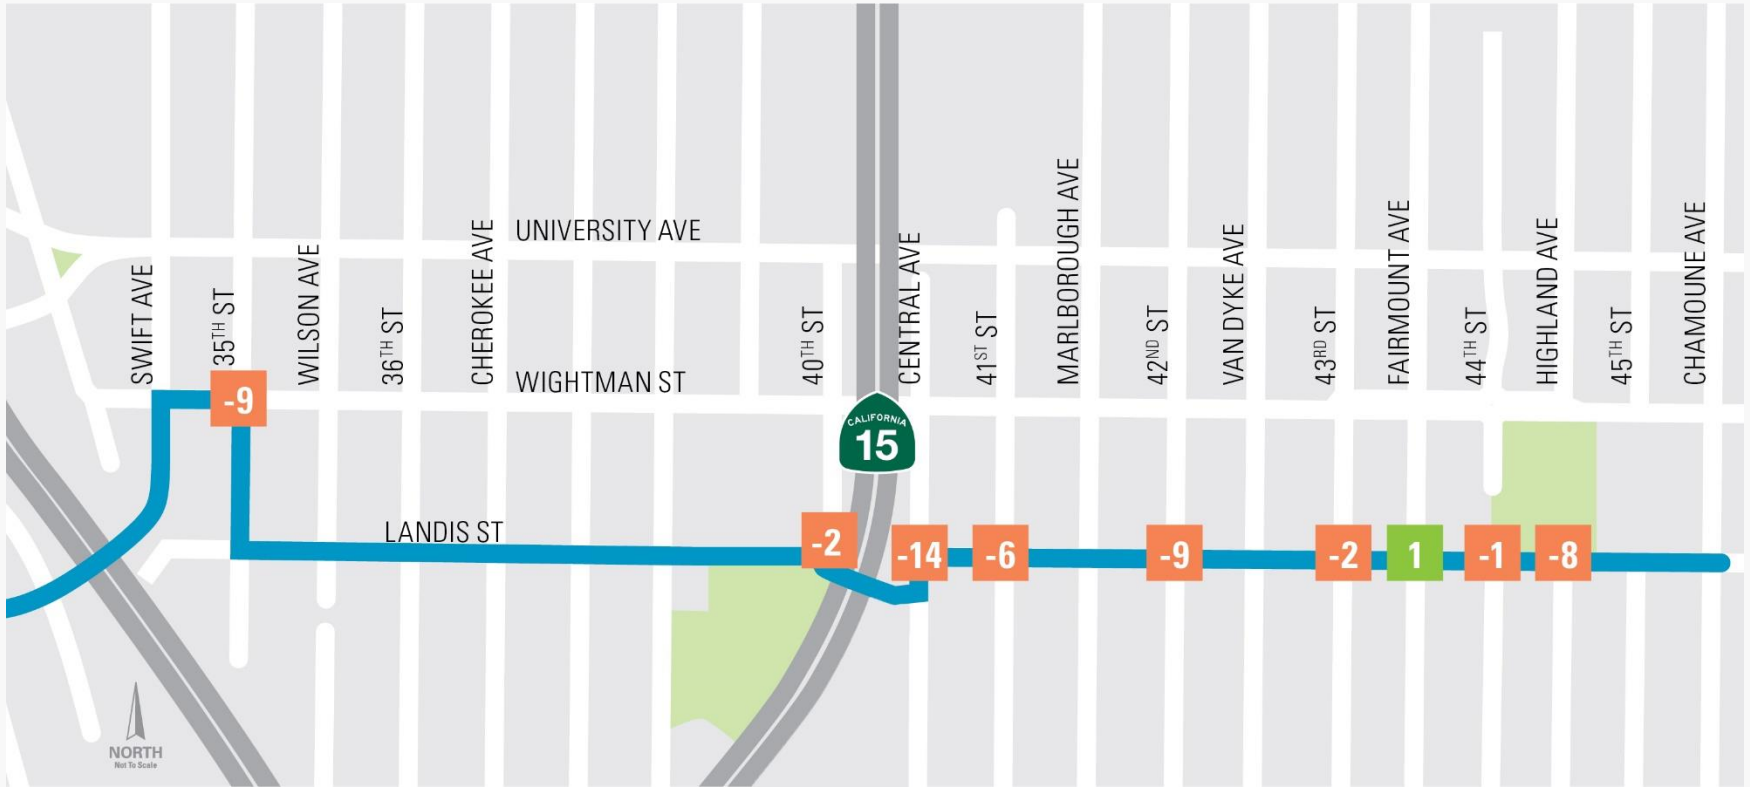 UNIVERSITY AVE
SWIFT AVE
35TH ST
WILSON AVE
36TH ST
CHEROKEE AVE
40TH ST
CENTRAL AVE
41ST ST
MARLBOROUGH AVE
42ND ST
VAN DYKE AVE
43RD ST
FAIRMOUNT AVE
44TH ST
HIGHLAND AVE
45TH ST
CHAMOUNE AVE
WIGHTMAN ST
-9
CALIFORNIA
15
LANDIS ST
-2
-14
-6
-9
-2
1
-1
-8
NORTH
Not To Scale